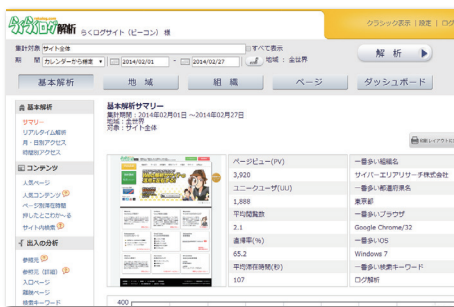 らくらくログ解析 らくログサイト (ビーコン) 様
クラシック表示 | 設定 | ログ
集計対象 サイト全体 すべて表示
期 間 カレンダーから指定 2014/02/01 - 2014/02/27 地域 : 全世界
解 析
基本解析 地 域 組 織 ページ ダッシュボード
基本解析
サマリー
リアルタイム解析
月・日別アクセス
時間別アクセス
コンテンツ
人気ページ
人気コンテンツ
ページ別滞在時間
押したとこわか~る
サイト内検索
出入の分析
参照元
参照元 (詳細)
入口ページ
離脱ページ
検索キーワード
基本解析サマリー
集計期間 : 2014年02月01日 ~2014年02月27日
地域 : 全世界
対象 : サイト全体
印刷レイアウトに
ページビュー(PV) 一番多い組織名
3,920 サイバーエリアリサーチ株式会社
ユニークユーザ(UU) 一番多い都道府県名
1,888 東京都
平均閲覧数 一番多いブラウザ
2.1 Google Chrome/32
直帰率(%) 一番多いOS
65.2 Windows 7
平均滞在時間(秒) 一番多い検索キーワード
107 ログ解析
400